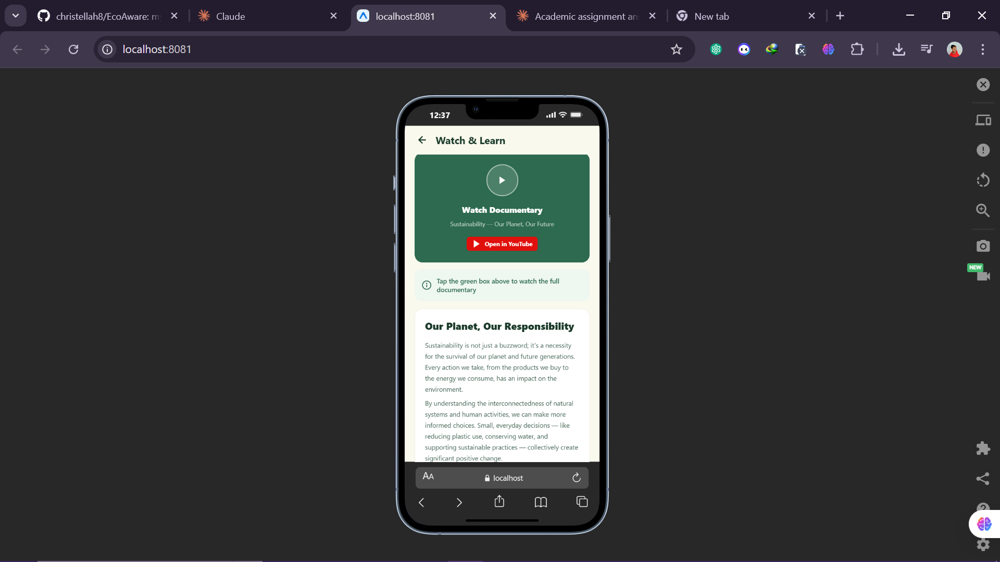 christellah8/EcoAware: m
Claude
localhost:8081
Academic assignment an
New tab
localhost:8081
12:37
Watch & Learn
Watch Documentary
Sustainability — Our Planet, Our Future
Open in YouTube
Tap the green box above to watch the full
documentary
Our Planet, Our Responsibility
Sustainability is not just a buzzword; it's a necessity
for the survival of our planet and future generations.
Every action we take, from the products we buy to
the energy we consume, has an impact on the
environment.
By understanding the interconnectedness of natural
systems and human activities, we can make more
informed choices. Small, everyday decisions — like
reducing plastic use, conserving water, and
supporting sustainable practices — collectively create
significant positive change.
AA
localhost
NEW